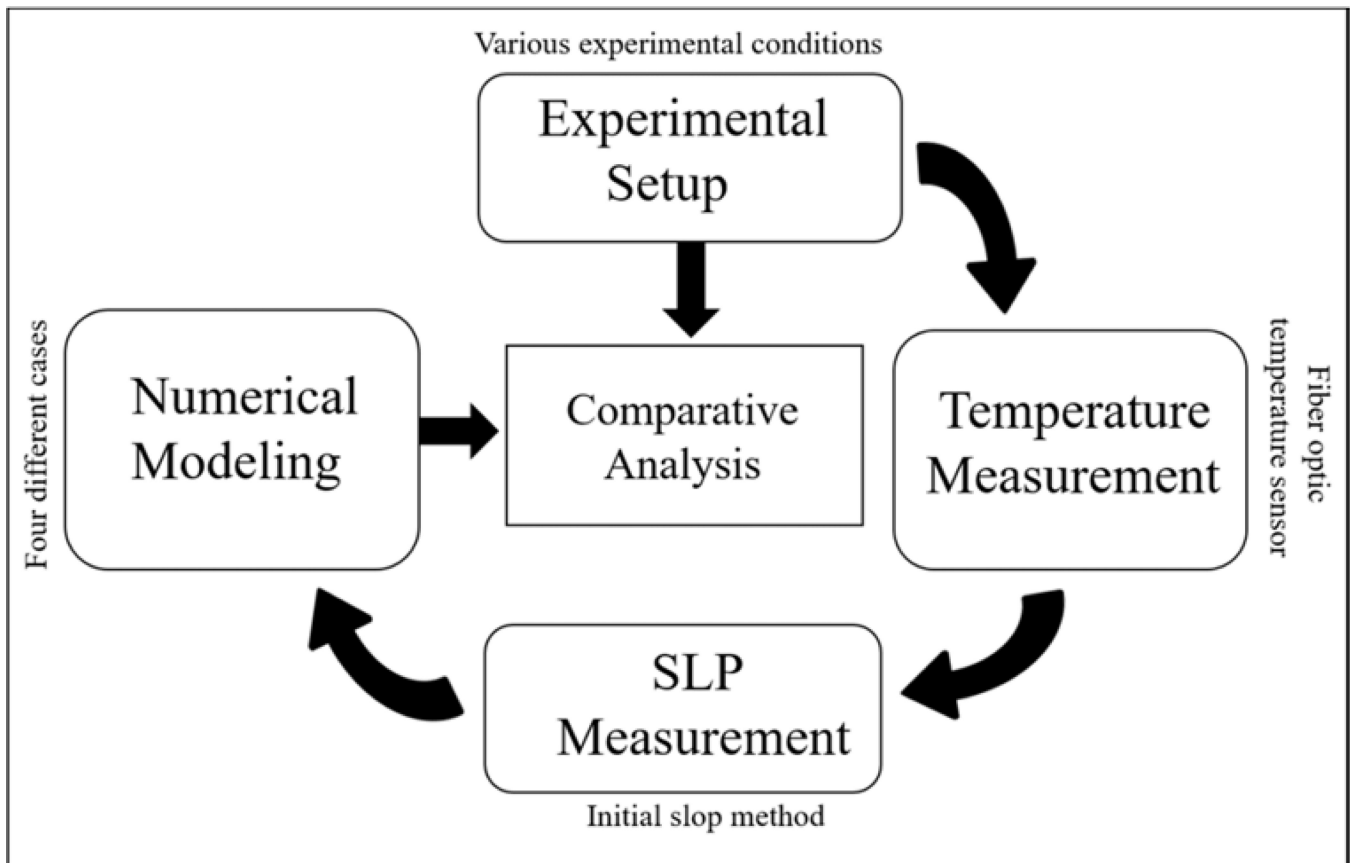 Various experimental conditions
Experimental
Setup
Four different cases
Numerical
Modeling
Comparative
Analysis
Temperature
Measurement
Fiber optic
temperature sensor
SLP
Measurement
Initial slop method